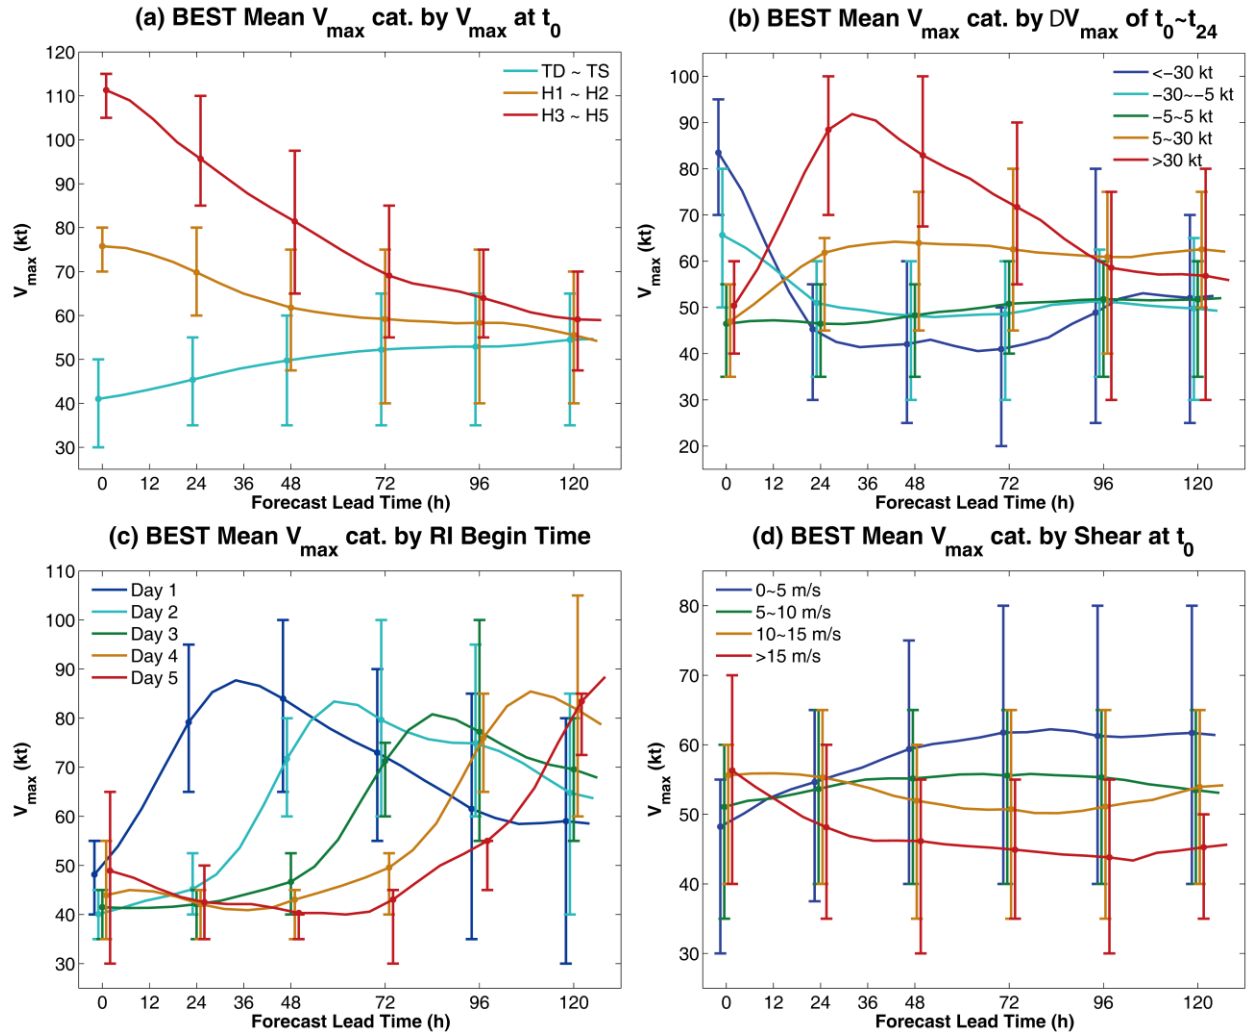 (a) BEST Mean Vmax cat. by Vmax at t0
120
110
100
90
80
70
60
50
40
30
Vmax (kt)
TD ~ TS
H1 ~ H2
H3 ~ H5
0 12 24 36 48 72 96 120
Forecast Lead Time (h)
(b) BEST Mean Vmax cat. by DVmax of t0~t24
100
90
80
70
60
50
40
30
20
Vmax (kt)
<−30 kt
−30~−5 kt
−5~5 kt
5~30 kt
>30 kt
0 12 24 36 48 72 96 120
Forecast Lead Time (h)
(c) BEST Mean Vmax cat. by RI Begin Time
110
100
90
80
70
60
50
40
30
Vmax (kt)
Day 1
Day 2
Day 3
Day 4
Day 5
0 12 24 36 48 72 96 120
Forecast Lead Time (h)
(d) BEST Mean Vmax cat. by Shear at t0
80
70
60
50
40
30
Vmax (kt)
0~5 m/s
5~10 m/s
10~15 m/s
>15 m/s
0 12 24 36 48 72 96 120
Forecast Lead Time (h)